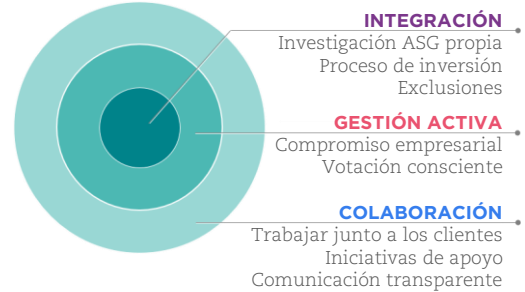 INTEGRACIÓN
Investigación ASG propia
Proceso de inversión
Exclusiones
GESTIÓN ACTIVA
Compromiso empresarial
Votación consciente
COLABORACIÓN
Trabajar junto a los clientes
Iniciativas de apoyo
Comunicación transparente